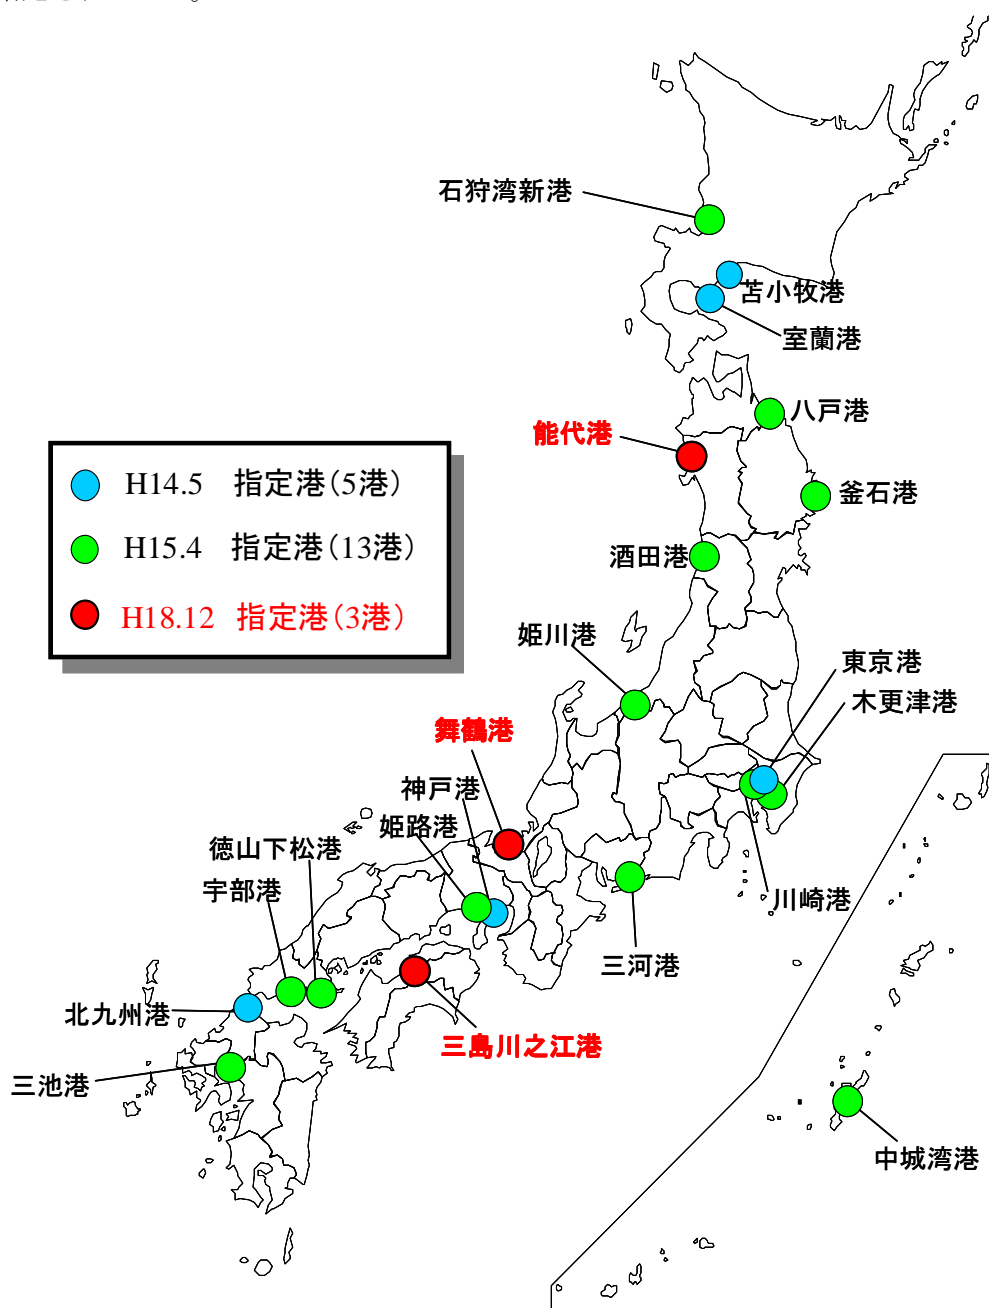 石狩湾新港
苫小牧港
室蘭港
八戸港
能代港
釜石港
酒田港
H14.5 指定港(5港)
H15.4 指定港(13港)
H18.12 指定港(3港)
姫川港
東京港
木更津港
舞鶴港
神戸港
姫路港
徳山下松港
宇部港
川崎港
三河港
北九州港
三島川之江港
三池港
中城湾港